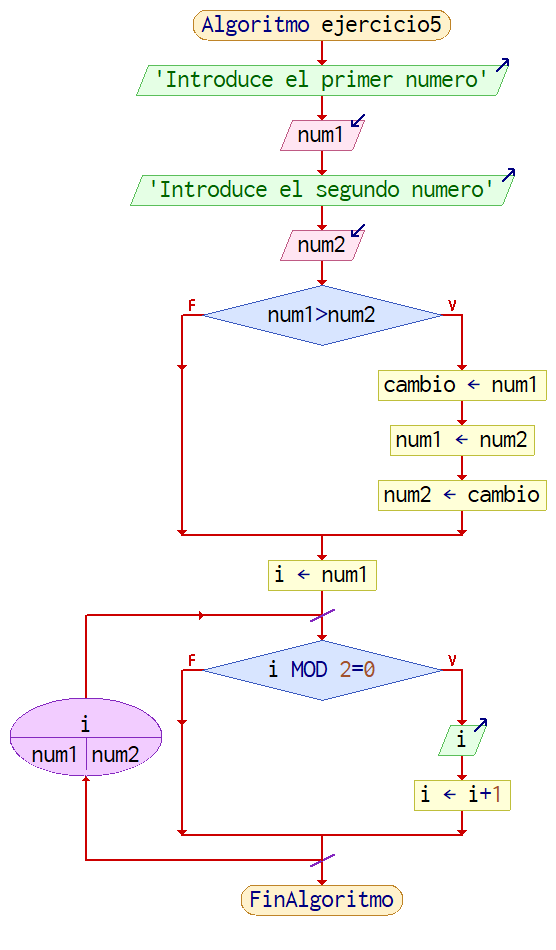 Algoritmo ejercicio5
'Introduce el primer numero'
num1
'Introduce el segundo numero'
num2
F
V
num1>num2
cambio ← num1
num1 ← num2
num2 ← cambio
i ← num1
F
V
i MOD 2=0
i
num1 num2
i
i ← i+1
FinAlgoritmo